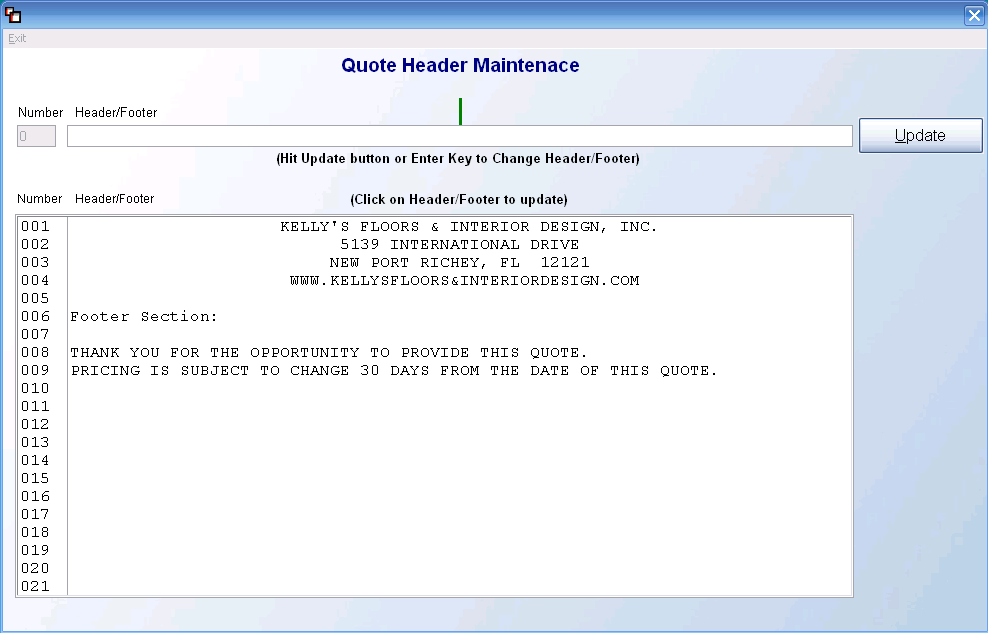 Exit
Quote Header Maintenace
Number Header/Footer
0
Update
(Hit Update button or Enter Key to Change Header/Footer)
Number Header/Footer (Click on Header/Footer to update)
001 KELLY'S FLOORS & INTERIOR DESIGN, INC.
002 5139 INTERNATIONAL DRIVE
003 NEW PORT RICHEY, FL 12121
004 WWW.KELLYSFLOORS&INTERIORDESIGN.COM
005
006 Footer Section:
007
008 THANK YOU FOR THE OPPORTUNITY TO PROVIDE THIS QUOTE.
009 PRICING IS SUBJECT TO CHANGE 30 DAYS FROM THE DATE OF THIS QUOTE.
010
011
012
013
014
015
016
017
018
019
020
021